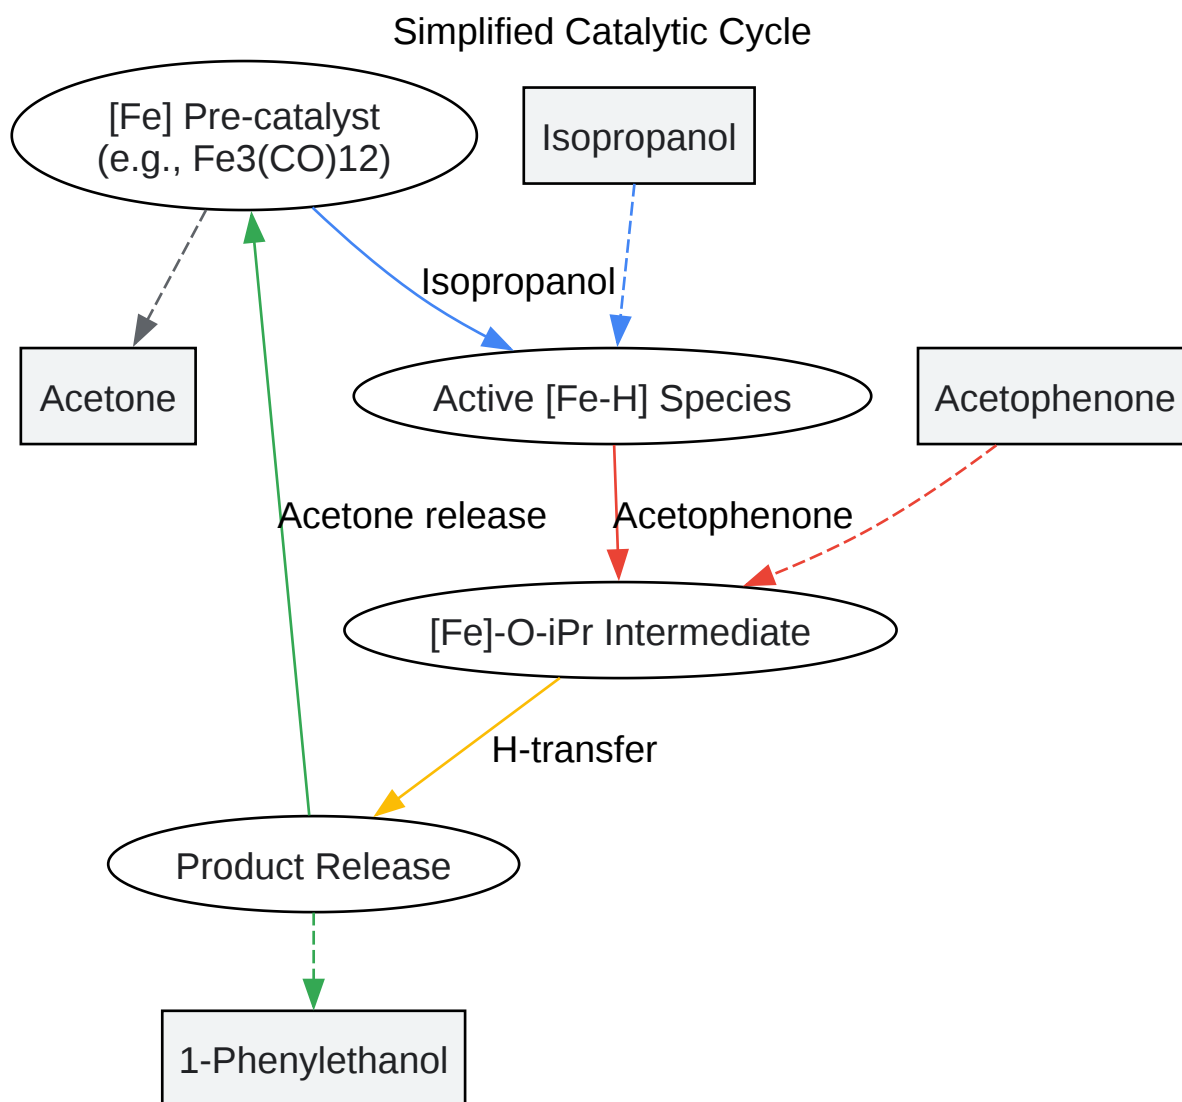 Simplified Catalytic Cycle
[Fe] Pre-catalyst
(e.g., Fe3(CO)12)
Isopropanol
Isopropanol
Acetone
Active [Fe-H] Species
Acetophenone
Acetone release
Acetophenone
[Fe]-O-iPr Intermediate
H-transfer
Product Release
1-Phenylethanol